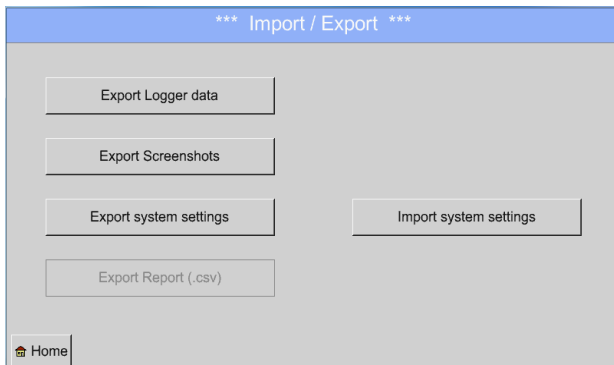 *** Import / Export ***
Export Logger data
Export Screenshots
Export system settings Import system settings
Export Report (.csv)
Home